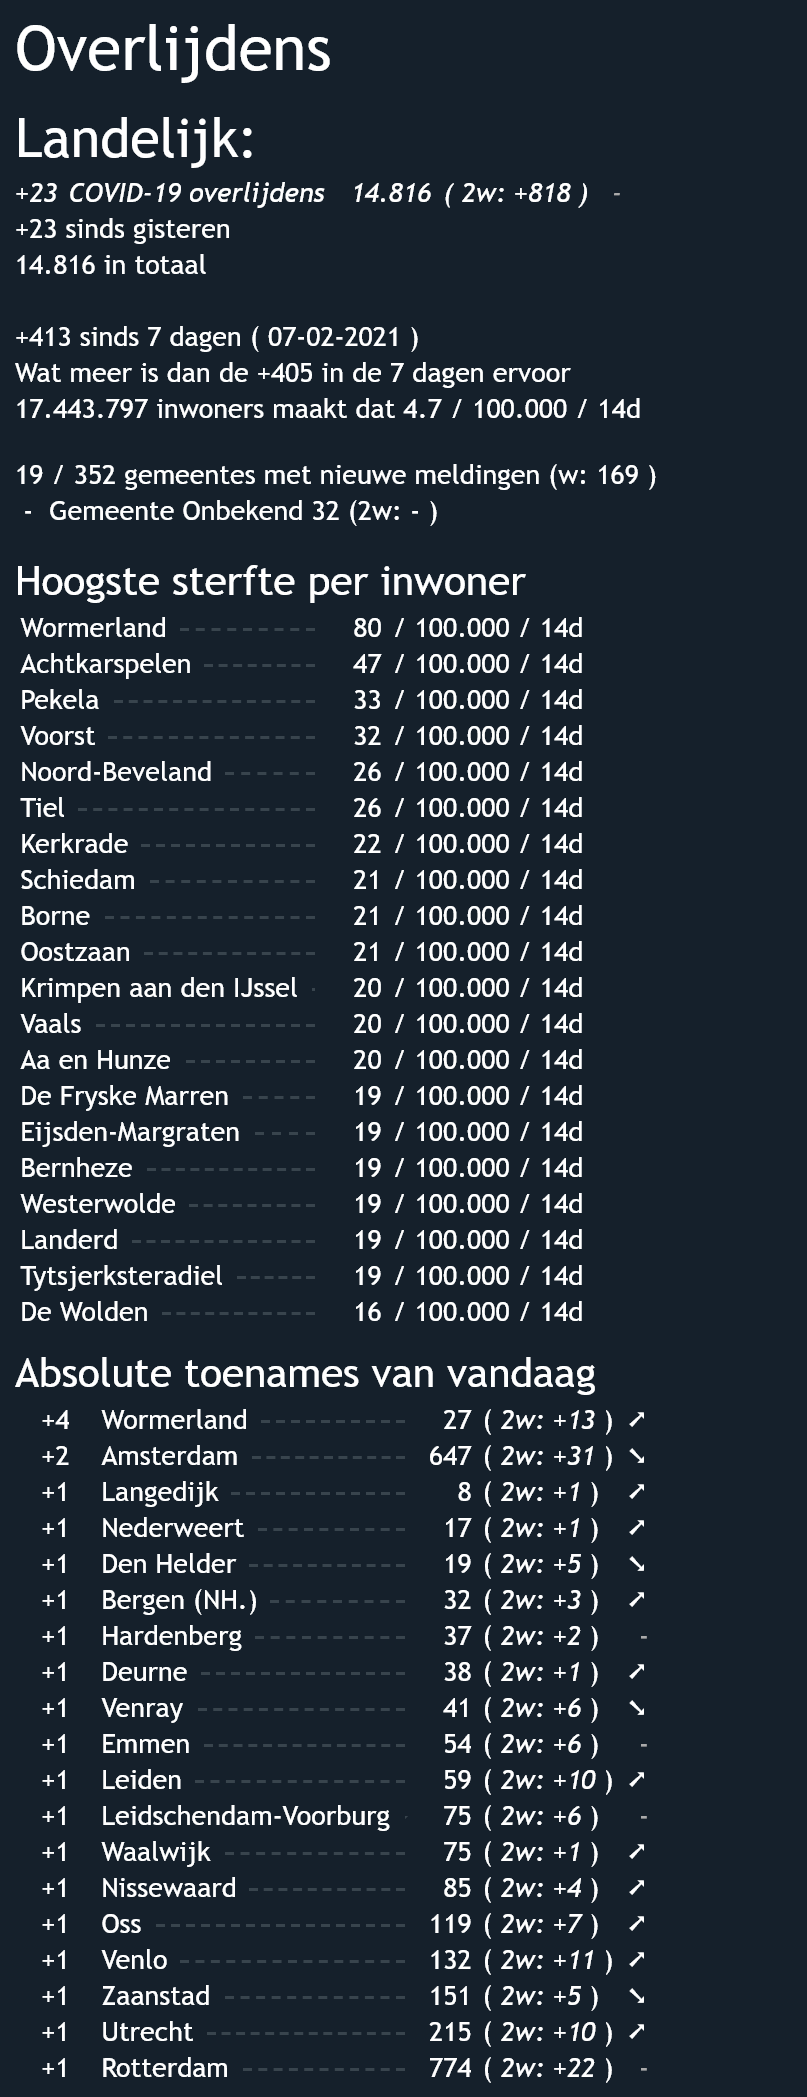 Overlijdens
Landelijk:
+23 COVID-19 overlijdens 14.816 ( 2w: +818 ) -
+23 sinds gisteren
14.816 in totaal
+413 sinds 7 dagen ( 07-02-2021 )
Wat meer is dan de +405 in de 7 dagen ervoor
17.443.797 inwoners maakt dat 4.7 / 100.000 / 14d
19 / 352 gemeentes met nieuwe meldingen (w: 169 )
- Gemeente Onbekend 32 (2w: - )
Hoogste sterfte per inwoner
Wormerland --------- 80 / 100.000 / 14d
Achtkarspelen ------- 47 / 100.000 / 14d
Pekela -------------- 33 / 100.000 / 14d
Voorst -------------- 32 / 100.000 / 14d
Noord-Beveland ------ 26 / 100.000 / 14d
Tiel ---------------- 26 / 100.000 / 14d
Kerkrade ------------ 22 / 100.000 / 14d
Schiedam ----------- 21 / 100.000 / 14d
Borne -------------- 21 / 100.000 / 14d
Oostzaan ----------- 21 / 100.000 / 14d
Krimpen aan den IJssel - 20 / 100.000 / 14d
Vaals --------------- 20 / 100.000 / 14d
Aa en Hunze --------- 20 / 100.000 / 14d
De Fryske Marren ----- 19 / 100.000 / 14d
Eijsden-Margraten ---- 19 / 100.000 / 14d
Bernheze ----------- 19 / 100.000 / 14d
Westerwolde --------- 19 / 100.000 / 14d
Landerd ------------ 19 / 100.000 / 14d
Tytsjerksteradiel ------ 19 / 100.000 / 14d
De Wolden ---------- 16 / 100.000 / 14d
Absolute toenames van vandaag
+4 Wormerland ---------- 27 ( 2w: +13 ) ➚
+2 Amsterdam ----------- 647 ( 2w: +31 ) ➘
+1 Langedijk ------------ 8 ( 2w: +1 ) ➚
+1 Nederweert ---------- 17 ( 2w: +1 ) ➚
+1 Den Helder ----------- 19 ( 2w: +5 ) ➘
+1 Bergen (NH.) --------- 32 ( 2w: +3 ) ➚
+1 Hardenberg ---------- 37 ( 2w: +2 ) -
+1 Deurne -------------- 38 ( 2w: +1 ) ➚
+1 Venray -------------- 41 ( 2w: +6 ) ➘
+1 Emmen -------------- 54 ( 2w: +6 ) -
+1 Leiden -------------- 59 ( 2w: +10 ) ➚
+1 Leidschendam-Voorburg - 75 ( 2w: +6 ) -
+1 Waalwijk ------------- 75 ( 2w: +1 ) ➚
+1 Nissewaard ----------- 85 ( 2w: +4 ) ➚
+1 Oss ----------------- 119 ( 2w: +7 ) ➚
+1 Venlo --------------- 132 ( 2w: +11 ) ➚
+1 Zaanstad ------------ 151 ( 2w: +5 ) ➘
+1 Utrecht ------------- 215 ( 2w: +10 ) ➚
+1 Rotterdam ----------- 774 ( 2w: +22 ) -